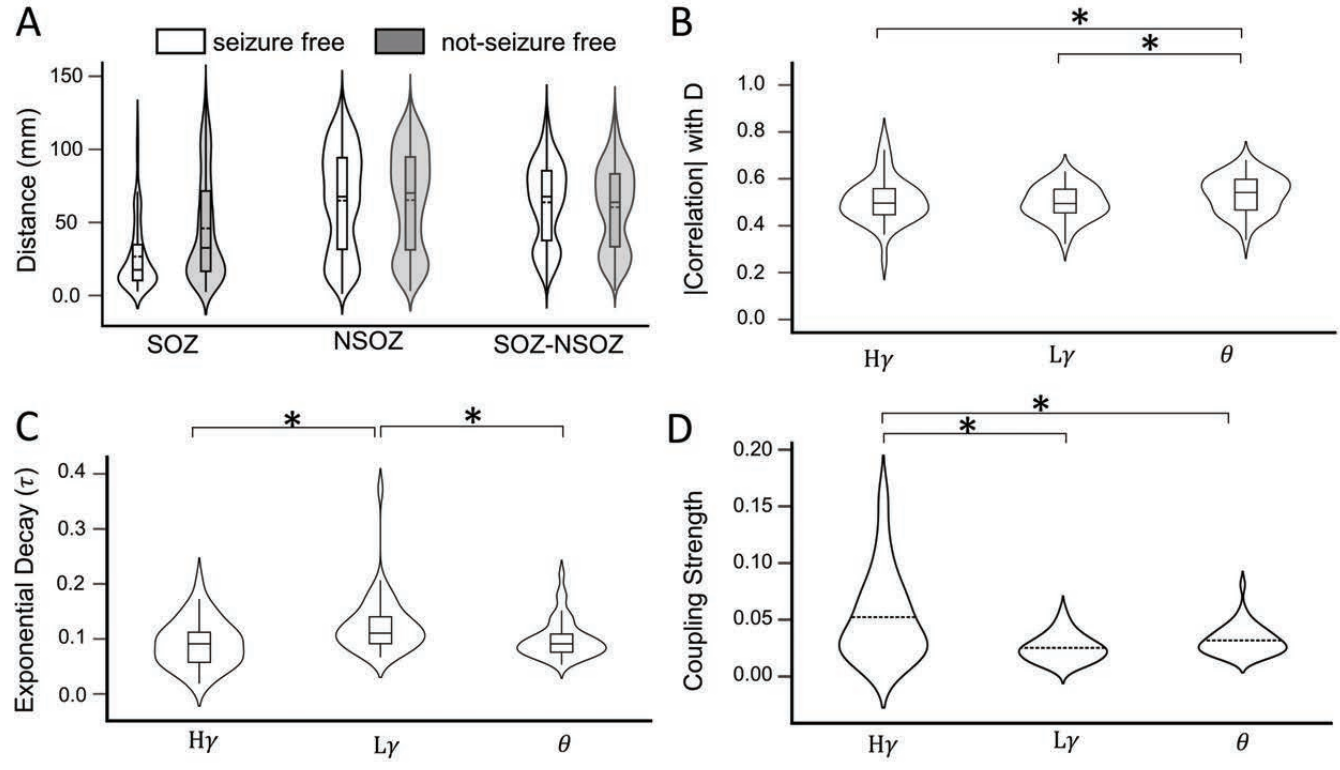 A
seizure free
not-seizure free
Distance (mm)
150
100
50
0.0
SOZ
NSOZ
SOZ-NSOZ
B
*
*
|Correlation| with D
1.0
0.8
0.6
0.4
0.2
0.0
Hγ
Lγ
θ
C
*
*
Exponential Decay (τ)
0.4
0.3
0.2
0.1
0.0
Hγ
Lγ
θ
D
*
*
Coupling Strength
0.20
0.15
0.10
0.05
0.00
Hγ
Lγ
θ